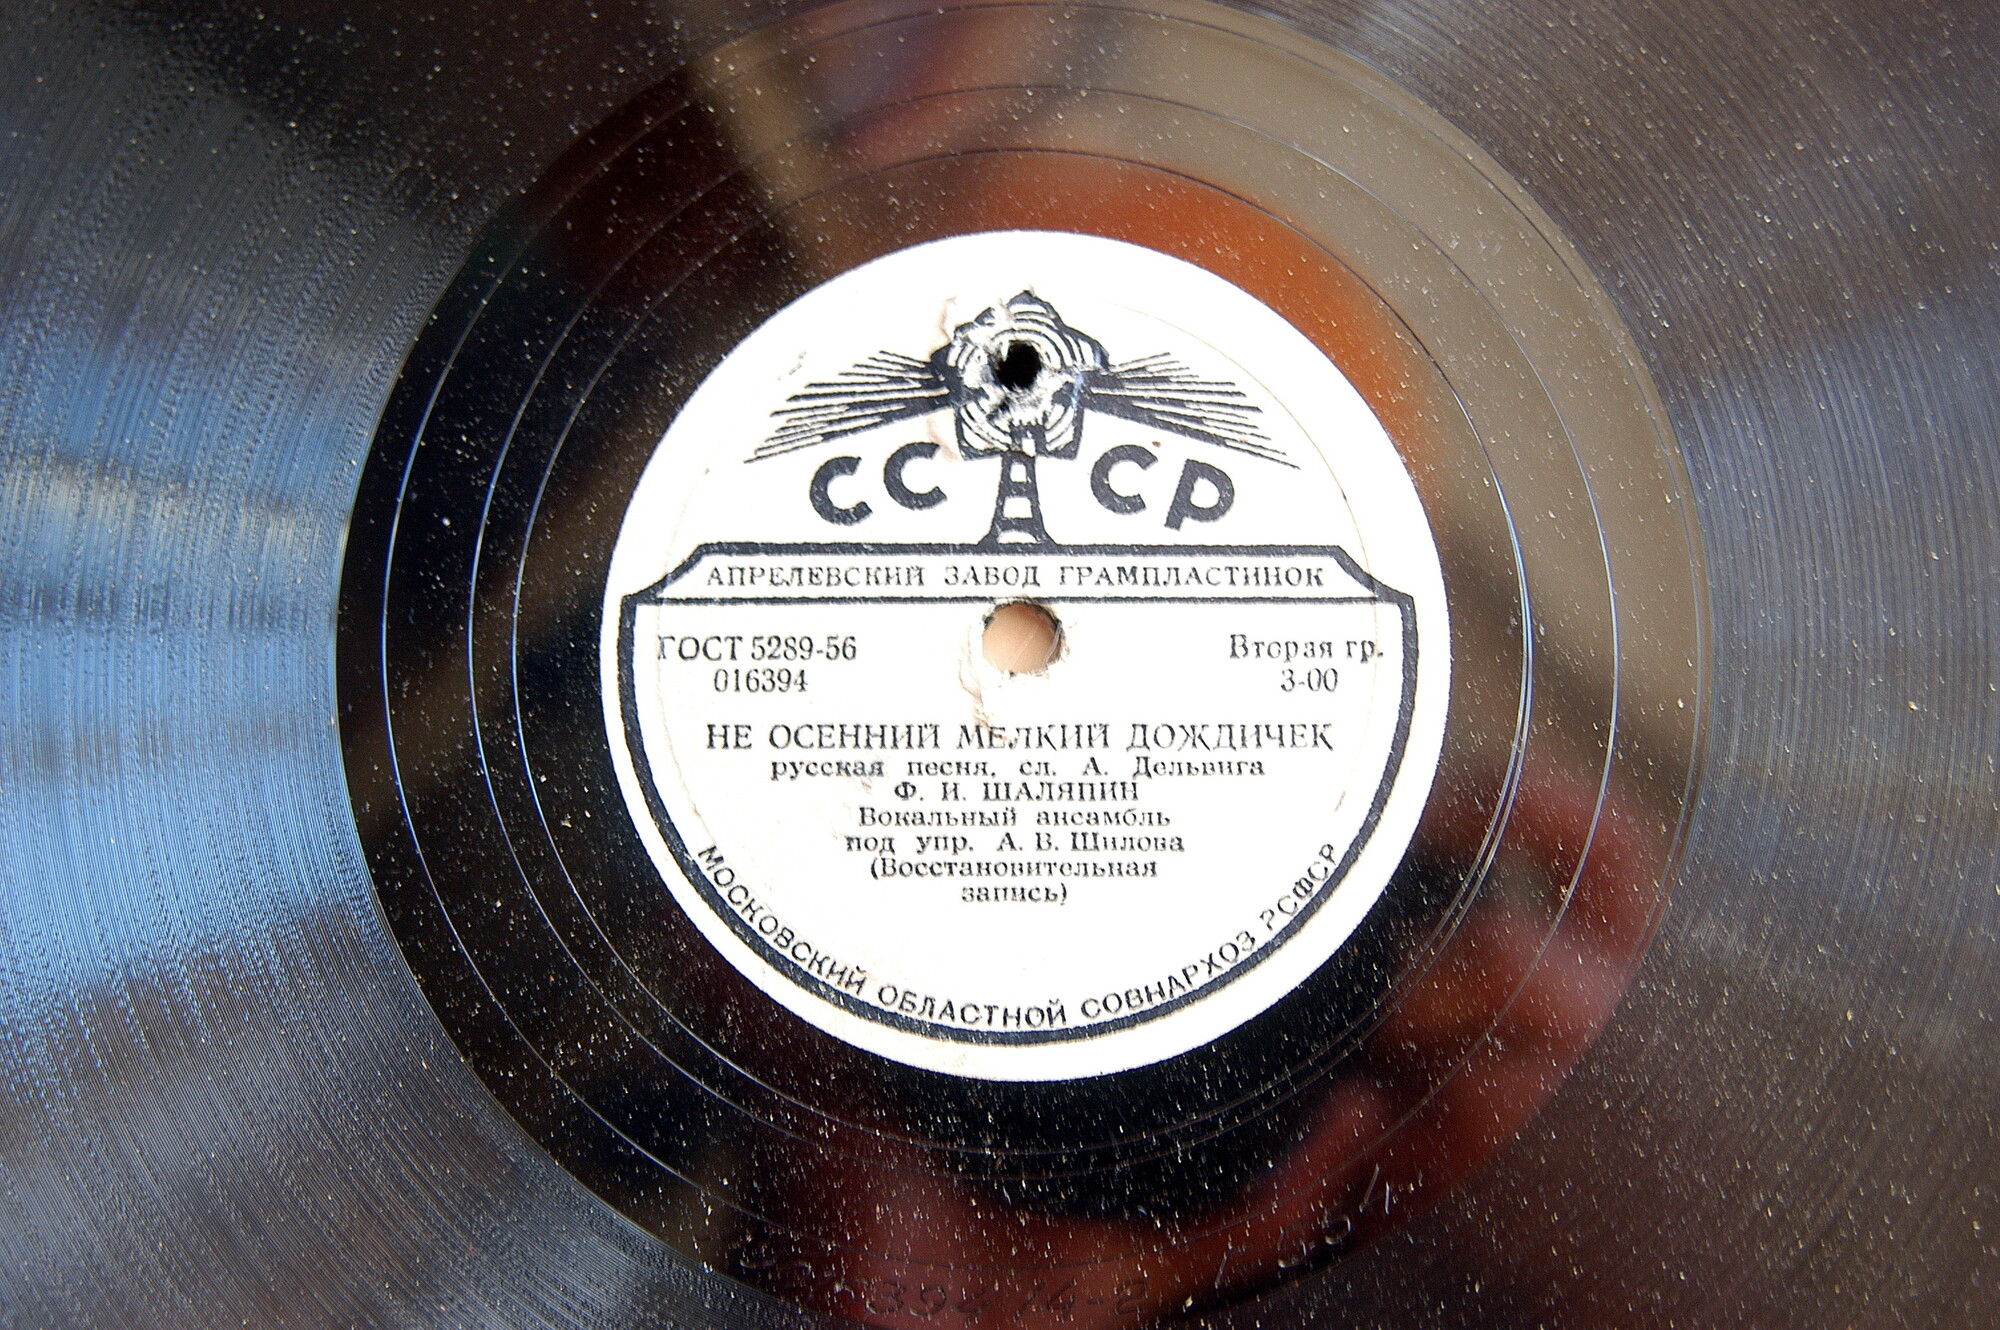 СССР
АПРЕЛЕВСКИЙ ЗАВОД ГРАМПЛАСТИНОК
ГОСТ 5289-56 Вторая гр.
016394 3-00
НЕ ОСЕННИЙ МЕЛКИЙ ДОЖДИЧЕК
русская песня, сл. А. Дельвига
Ф. И. ШАЛЯПИН
Вокальный ансамбль
под упр. А. В. Шилова
(Восстановительная
запись)
МОСКОВСКИЙ ОБЛАСТНОЙ СОВНАРХОЗ РСФСР